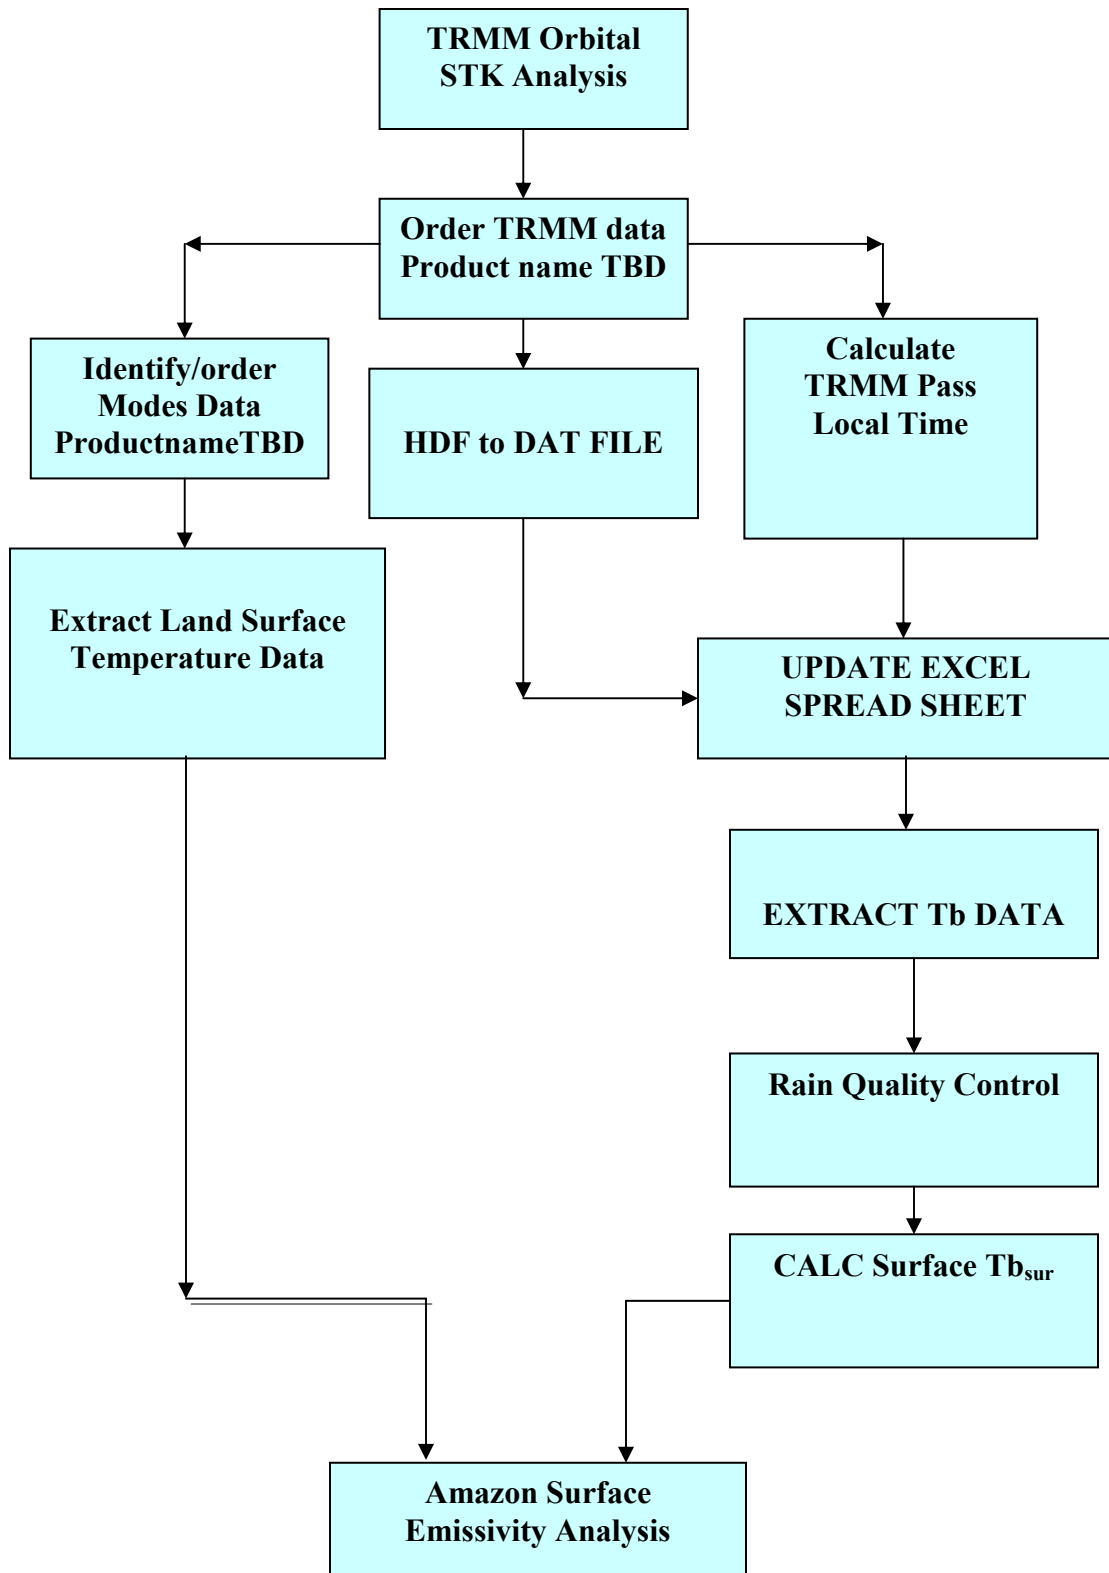 TRMM Orbital
STK Analysis
Order TRMM data
Product name TBD
Identify/order
Modes Data
ProductnameTBD
HDF to DAT FILE
Calculate
TRMM Pass
Local Time
Extract Land Surface
Temperature Data
UPDATE EXCEL
SPREAD SHEET
EXTRACT Tb DATA
Rain Quality Control
CALC Surface Tbsur
Amazon Surface
Emissivity Analysis